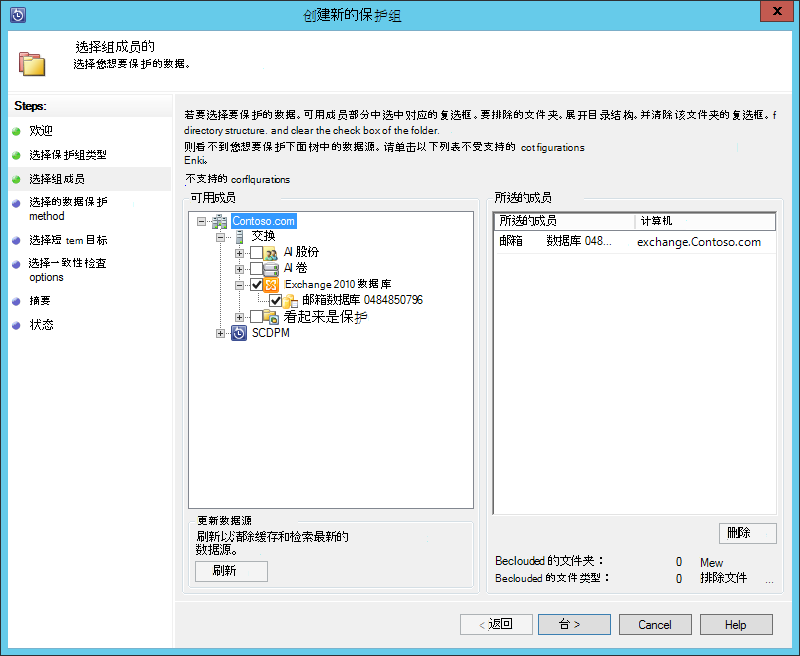 创建新的保护组
x
选择组成员的
选择您想要保护的数据。
Steps:
欢迎
选择保护组类型
选择组成员
选择的数据保护
method
选择短 tem 目标
选择一致性检查
options
摘要
状态
若要选择要保护的数据。可用成员部分中选中对应的复选框。要排除的文件夹。展开目录结构。并清除该文件夹的复选框。f
directory structure. and clear the check box of the folder.
则看不到您想要保护下面树中的数据源。请单击以下列表不受支持的 cotfigurations
Enki。
不支持的 corflqurations
可用成员
Contoso.com
交换
AI 股份
AI 卷
Exchange 2010 数据库
邮箱数据库 0484850796
看起来是保护
SCDPM
更新数据源
刷新以清除缓存和检索最新的
数据源。
刷新
所选的成员
所选的成员 计算机
邮箱 数据库 048... exchange.Contoso.com
删除
Beclouded 的文件夹： 0 Mew
Beclouded 的文件类型： 0 排除文件 ...
< 返回 台 > Cancel Help